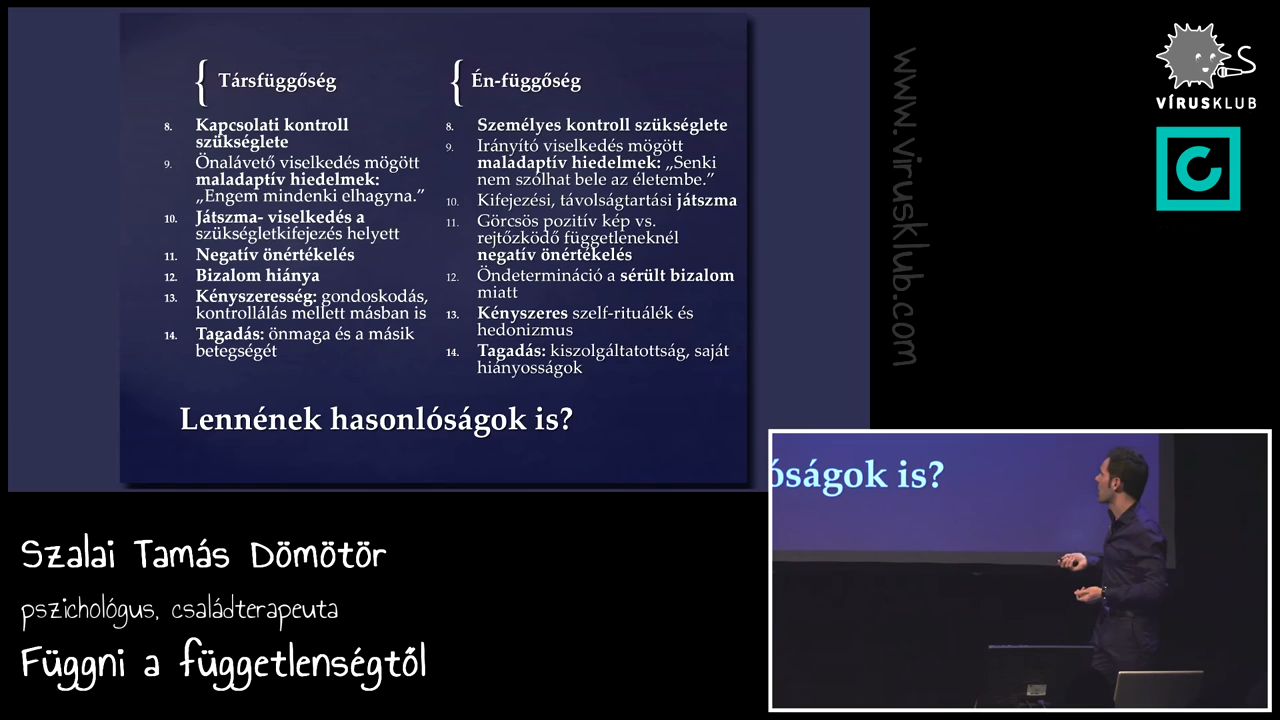 Társfüggőség
8. Kapcsolati kontroll
szükséglete
9. Önalávető viselkedés mögött
maladaptív hiedelmek:
„Engem mindenki elhagyna.”
10. Játszma- viselkedés a
szükségletkifejezés helyett
11. Negatív önértékelés
12. Bizalom hiánya
13. Kényszeresség: gondoskodás,
kontrollálás mellett másban is
14. Tagadás: önmaga és a másik
betegségét
Én-függőség
8. Személyes kontroll szükséglete
9. Irányító viselkedés mögött
maladaptív hiedelmek: „Senki
nem szólhat bele az életembe.”
10. Kifejezési, távolságtartási játszma
11. Görcsös pozitív kép vs.
rejtőzködő függetleneknél
negatív önértékelés
12. Öndetermináció a sérült bizalom
miatt
13. Kényszeres szelf-rituálék és
hedonizmus
14. Tagadás: kiszolgáltatottság, saját
hiányosságok
Lennének hasonlóságok is?
www.virusklub.com
VÍRUSKLUB
óságok is?
Szalai Tamás Dömötör
pszichológus, családterapeuta
Függni a függetlenségtől